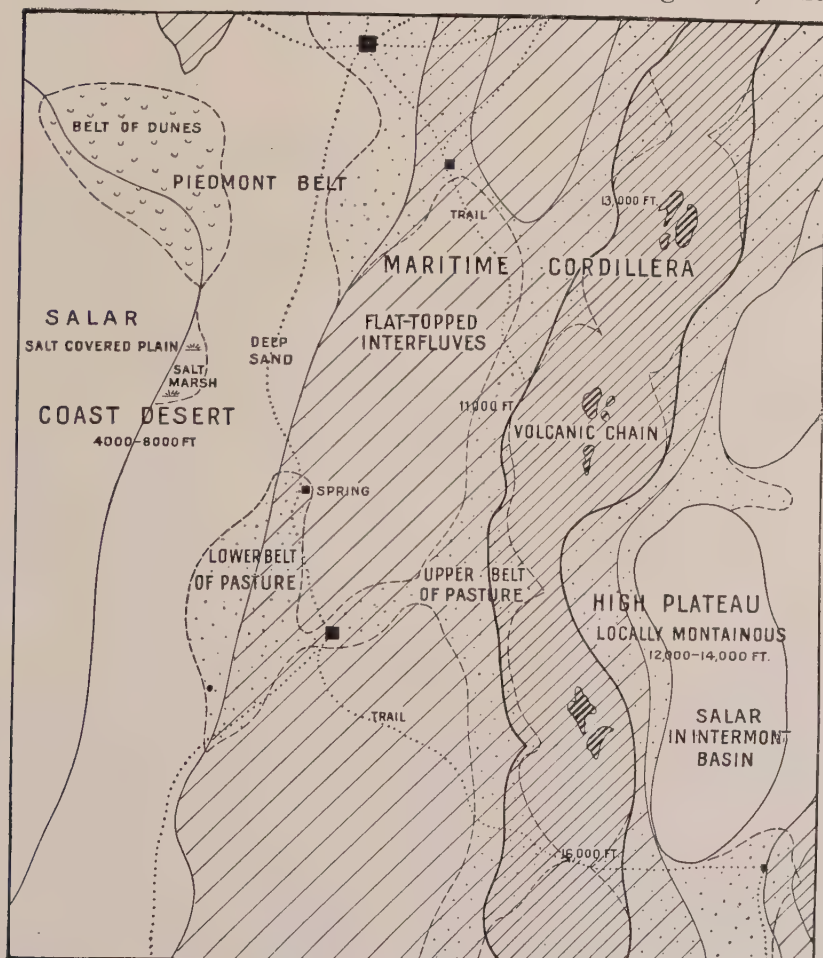 BELT OF DUNES
PIEDMONT BELT
TRAIL
13,000 FT.
MARITIME CORDILLERA
SALAR
SALT COVERED PLAIN
SALT
MARSH
DEEP
SAND
FLAT-TOPPED
INTERFLUVES
COAST DESERT
4000-8000 FT
11,000 FT
VOLCANIC CHAIN
SPRING
LOWER BELT
OF PASTURE
UPPER BELT
OF PASTURE
HIGH PLATEAU
LOCALLY MONTAINOUS
12,000-14,000 FT.
TRAIL
SALAR
IN INTERMONT
BASIN
16,000 FT.